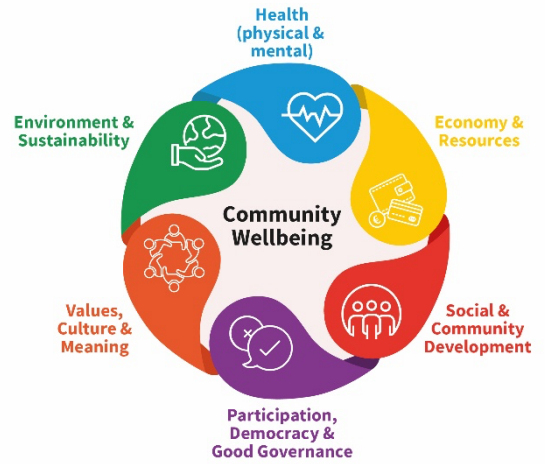 Health
(physical &
mental)
Economy &
Resources
Social &
Community
Development
Participation,
Democracy &
Good Governance
Values,
Culture &
Meaning
Environment &
Sustainability
Community
Wellbeing